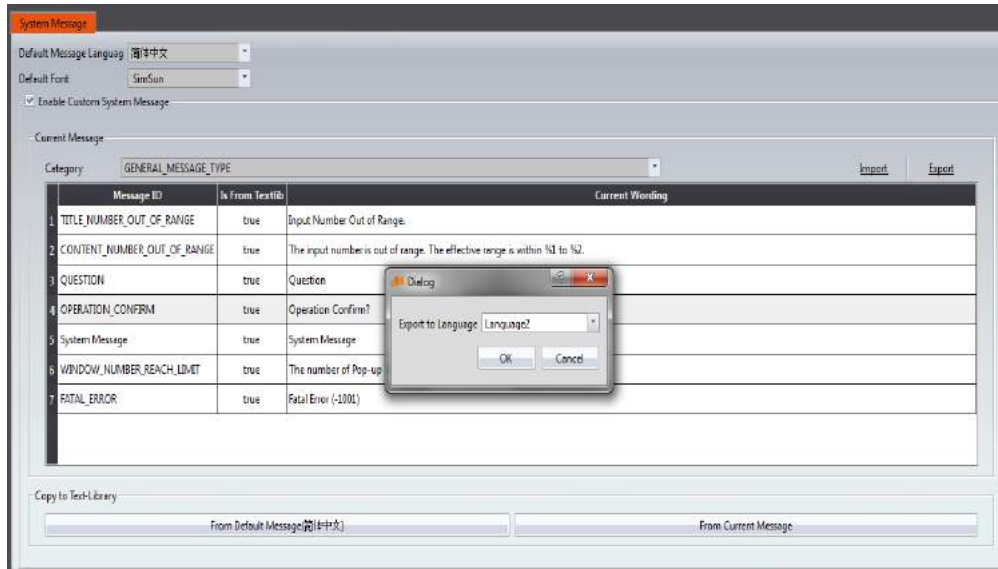 System Message
Default Message Languag 简体中文
Default Font SimSun
Enable Custom System Message
Current Message
Category GENERAL_MESSAGE_TYPE Import Export
Message ID Is From Textlib Current Wording
1 TITLE_NUMBER_OUT_OF_RANGE true Input Number Out of Range.
2 CONTENT_NUMBER_OUT_OF_RANGE true The input number is out of range. The effective range is within %1 to %2.
3 QUESTION true Question
4 OPERATION_CONFIRM true Operation Confirm?
5 System Message true System Message
6 WINDOW_NUMBER_REACH_LIMIT true The number of Pop-up
7 FATAL_ERROR true Fatal Error (-1001)
Dialog
Export to Language Language2
OK Cancel
Copy to Text-Library
From Default Message[简体中文] From Current Message